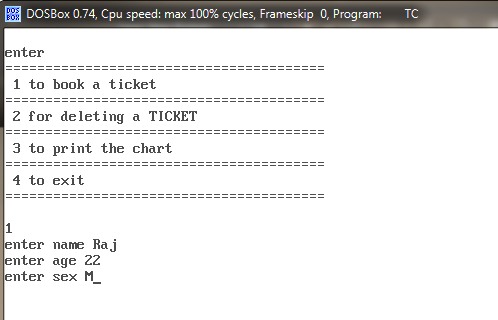 DOS BOX DOSBox 0.74, Cpu speed: max 100% cycles, Frameskip 0, Program: TC
enter
========================================
1 to book a ticket
========================================
2 for deleting a TICKET
========================================
3 to print the chart
========================================
4 to exit
========================================
1
enter name Raj
enter age 22
enter sex M_